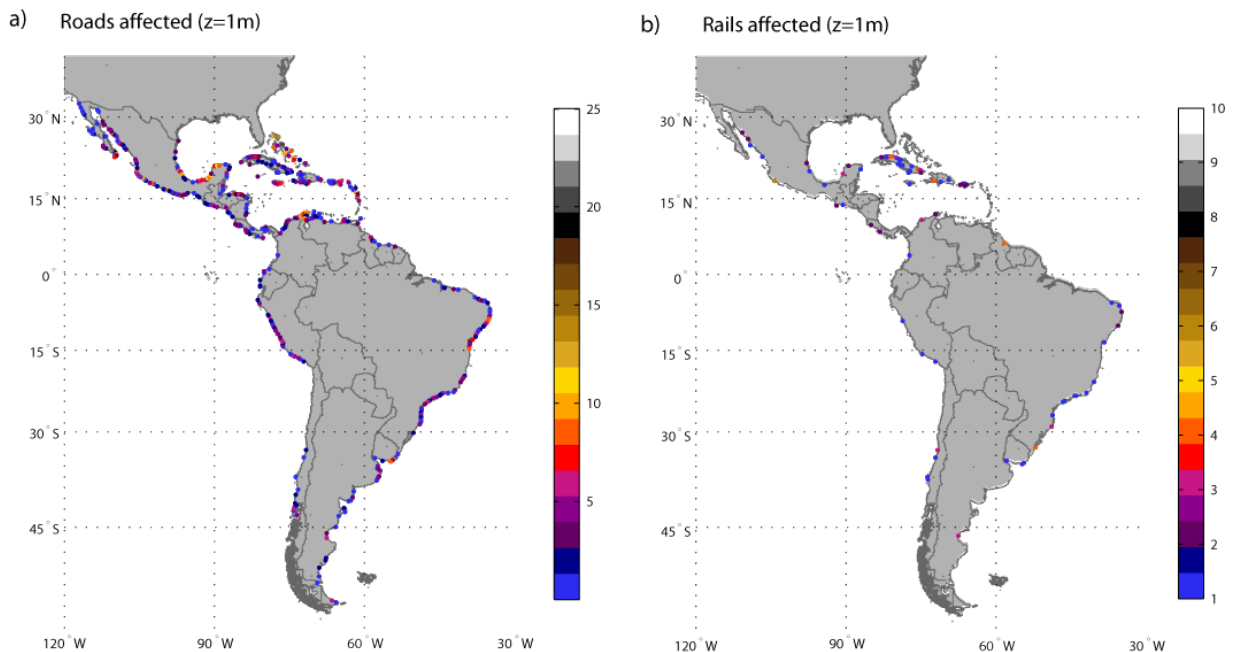 a) Roads affected (z=1m)
30° N
15° N
0°
15° S
30° S
45° S
120° W 90° W 60° W 30° W
25
20
15
10
5
b) Rails affected (z=1m)
30° N
15° N
0°
15° S
30° S
45° S
120° W 90° W 60° W 30° W
10
9
8
7
6
5
4
3
2
1